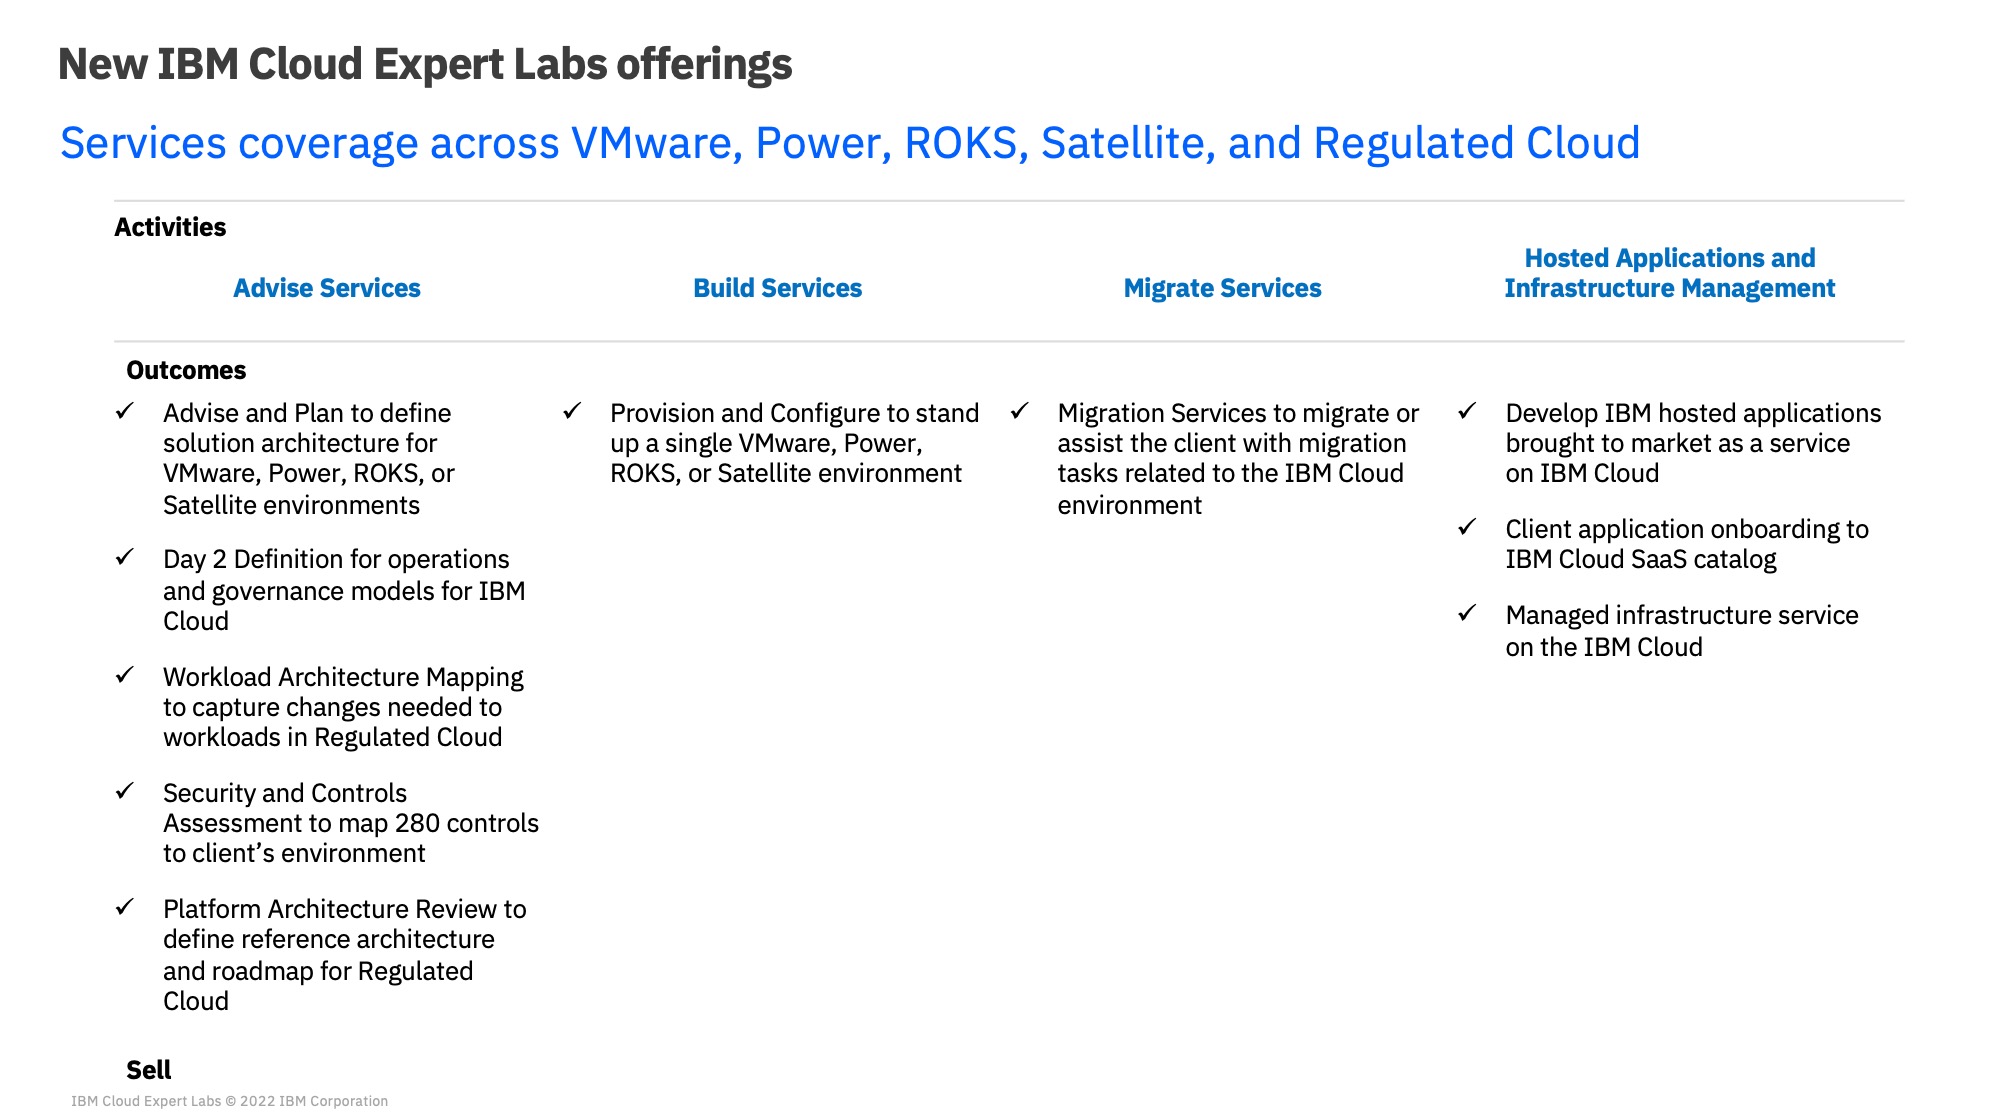 New IBM Cloud Expert Labs offerings
Services coverage across VMware, Power, ROKS, Satellite, and Regulated Cloud
Activities
Advise Services
Build Services
Migrate Services
Hosted Applications and
Infrastructure Management
Outcomes
✓ Advise and Plan to define
solution architecture for
VMware, Power, ROKS, or
Satellite environments
✓ Day 2 Definition for operations
and governance models for IBM
Cloud
✓ Workload Architecture Mapping
to capture changes needed to
workloads in Regulated Cloud
✓ Security and Controls
Assessment to map 280 controls
to client’s environment
✓ Platform Architecture Review to
define reference architecture
and roadmap for Regulated
Cloud
✓ Provision and Configure to stand
up a single VMware, Power,
ROKS, or Satellite environment
✓ Migration Services to migrate or
assist the client with migration
tasks related to the IBM Cloud
environment
✓ Develop IBM hosted applications
brought to market as a service
on IBM Cloud
✓ Client application onboarding to
IBM Cloud SaaS catalog
✓ Managed infrastructure service
on the IBM Cloud
Sell
IBM Cloud Expert Labs © 2022 IBM Corporation